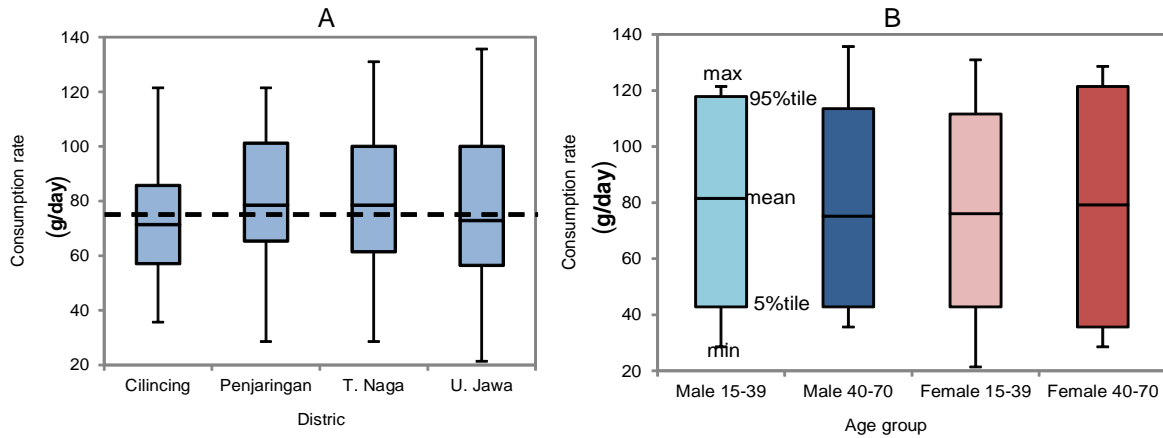 A
Consumption rate
(g/day)
140
120
100
80
60
40
20
Cilincing
Penjaringan
T. Naga
U. Jawa
Distric
B
Consumption rate
(g/day)
140
120
100
80
60
40
20
max
95%tile
mean
5%tile
min
Male 15-39
Male 40-70
Female 15-39
Female 40-70
Age group